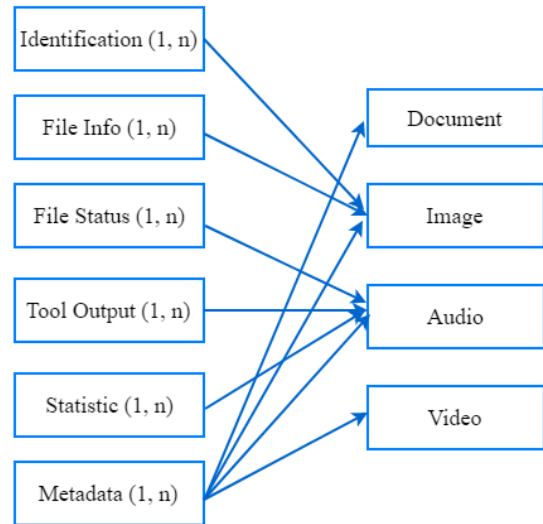 Identification (1, n)
File Info (1, n)
File Status (1, n)
Tool Output (1, n)
Statistic (1, n)
Metadata (1, n)
Document
Image
Audio
Video